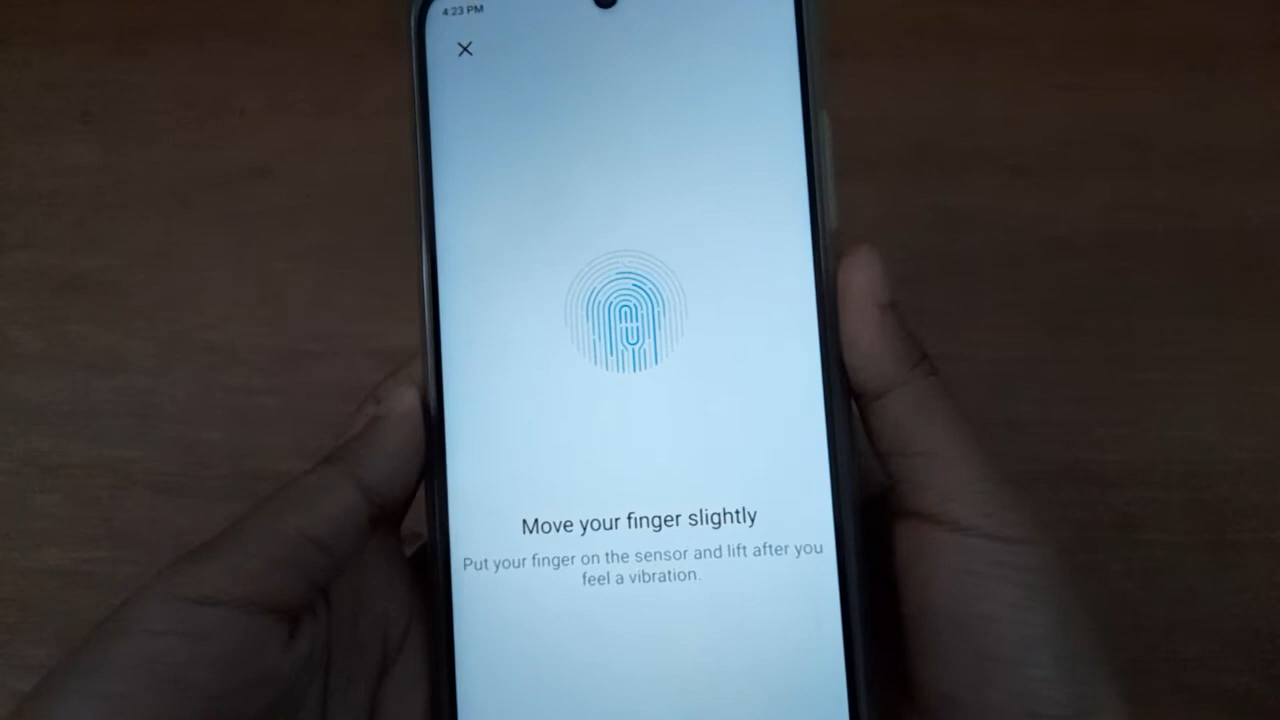 4:23 PM
Move your finger slightly
Put your finger on the sensor and lift after you
feel a vibration.